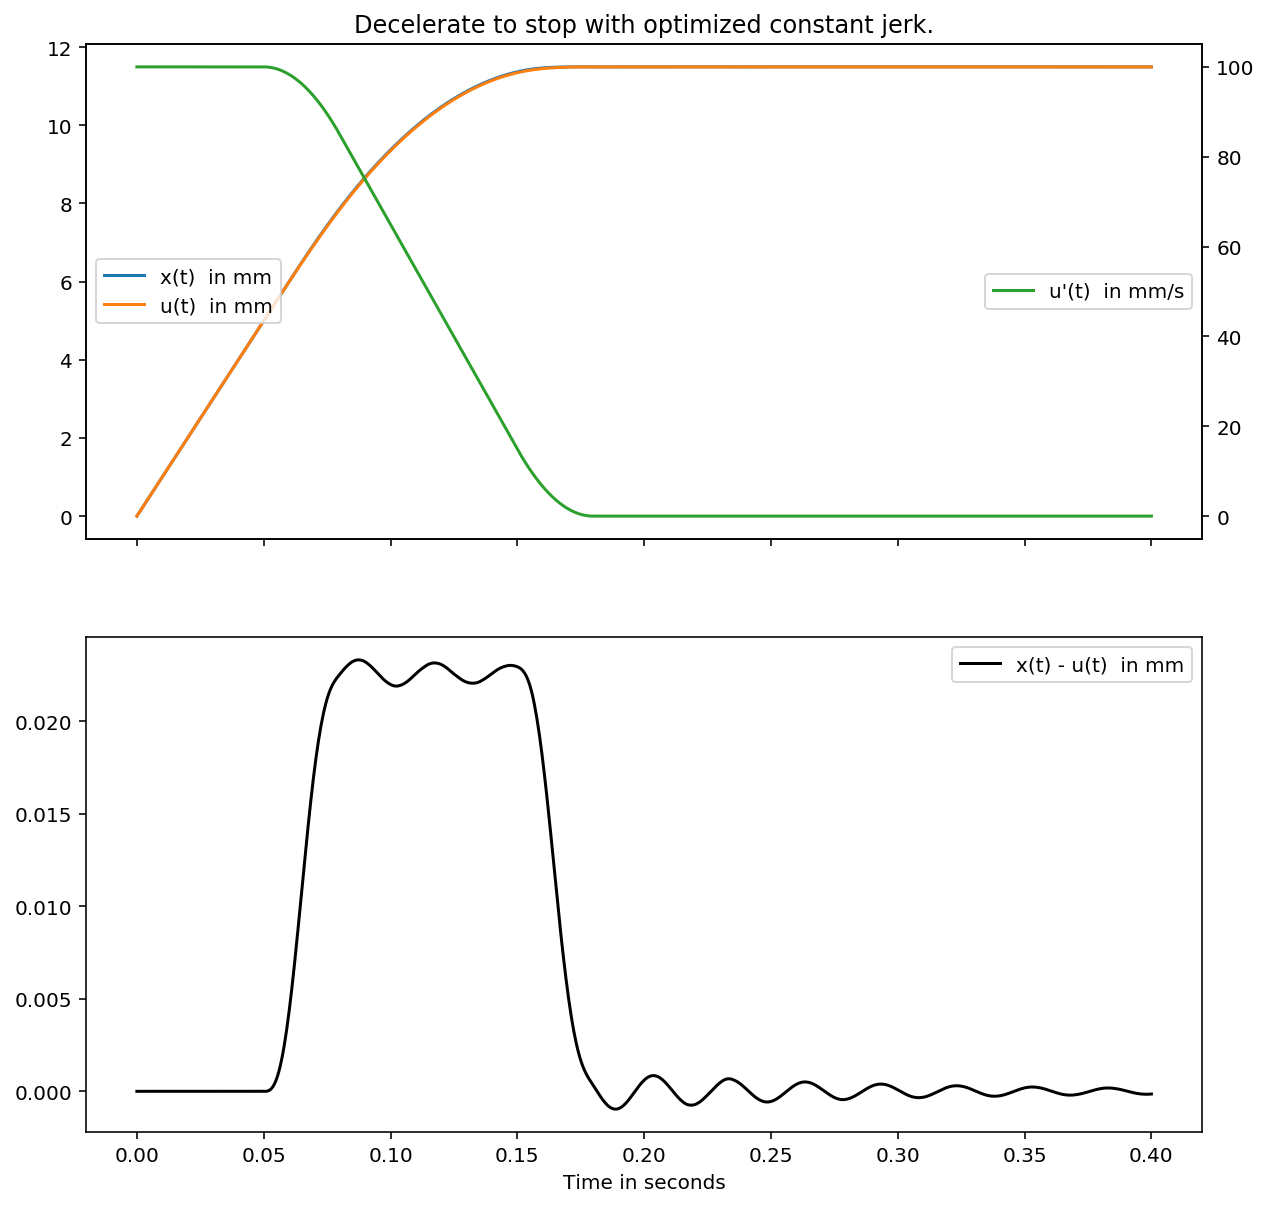 Decelerate to stop with optimized constant jerk.
12
10
8
6
4
2
0
x(t)  in mm
u(t)  in mm
100
80
60
40
20
0
u'(t)  in mm/s
0.020
0.015
0.010
0.005
0.000
x(t) - u(t)  in mm
0.00 0.05 0.10 0.15 0.20 0.25 0.30 0.35 0.40
Time in seconds